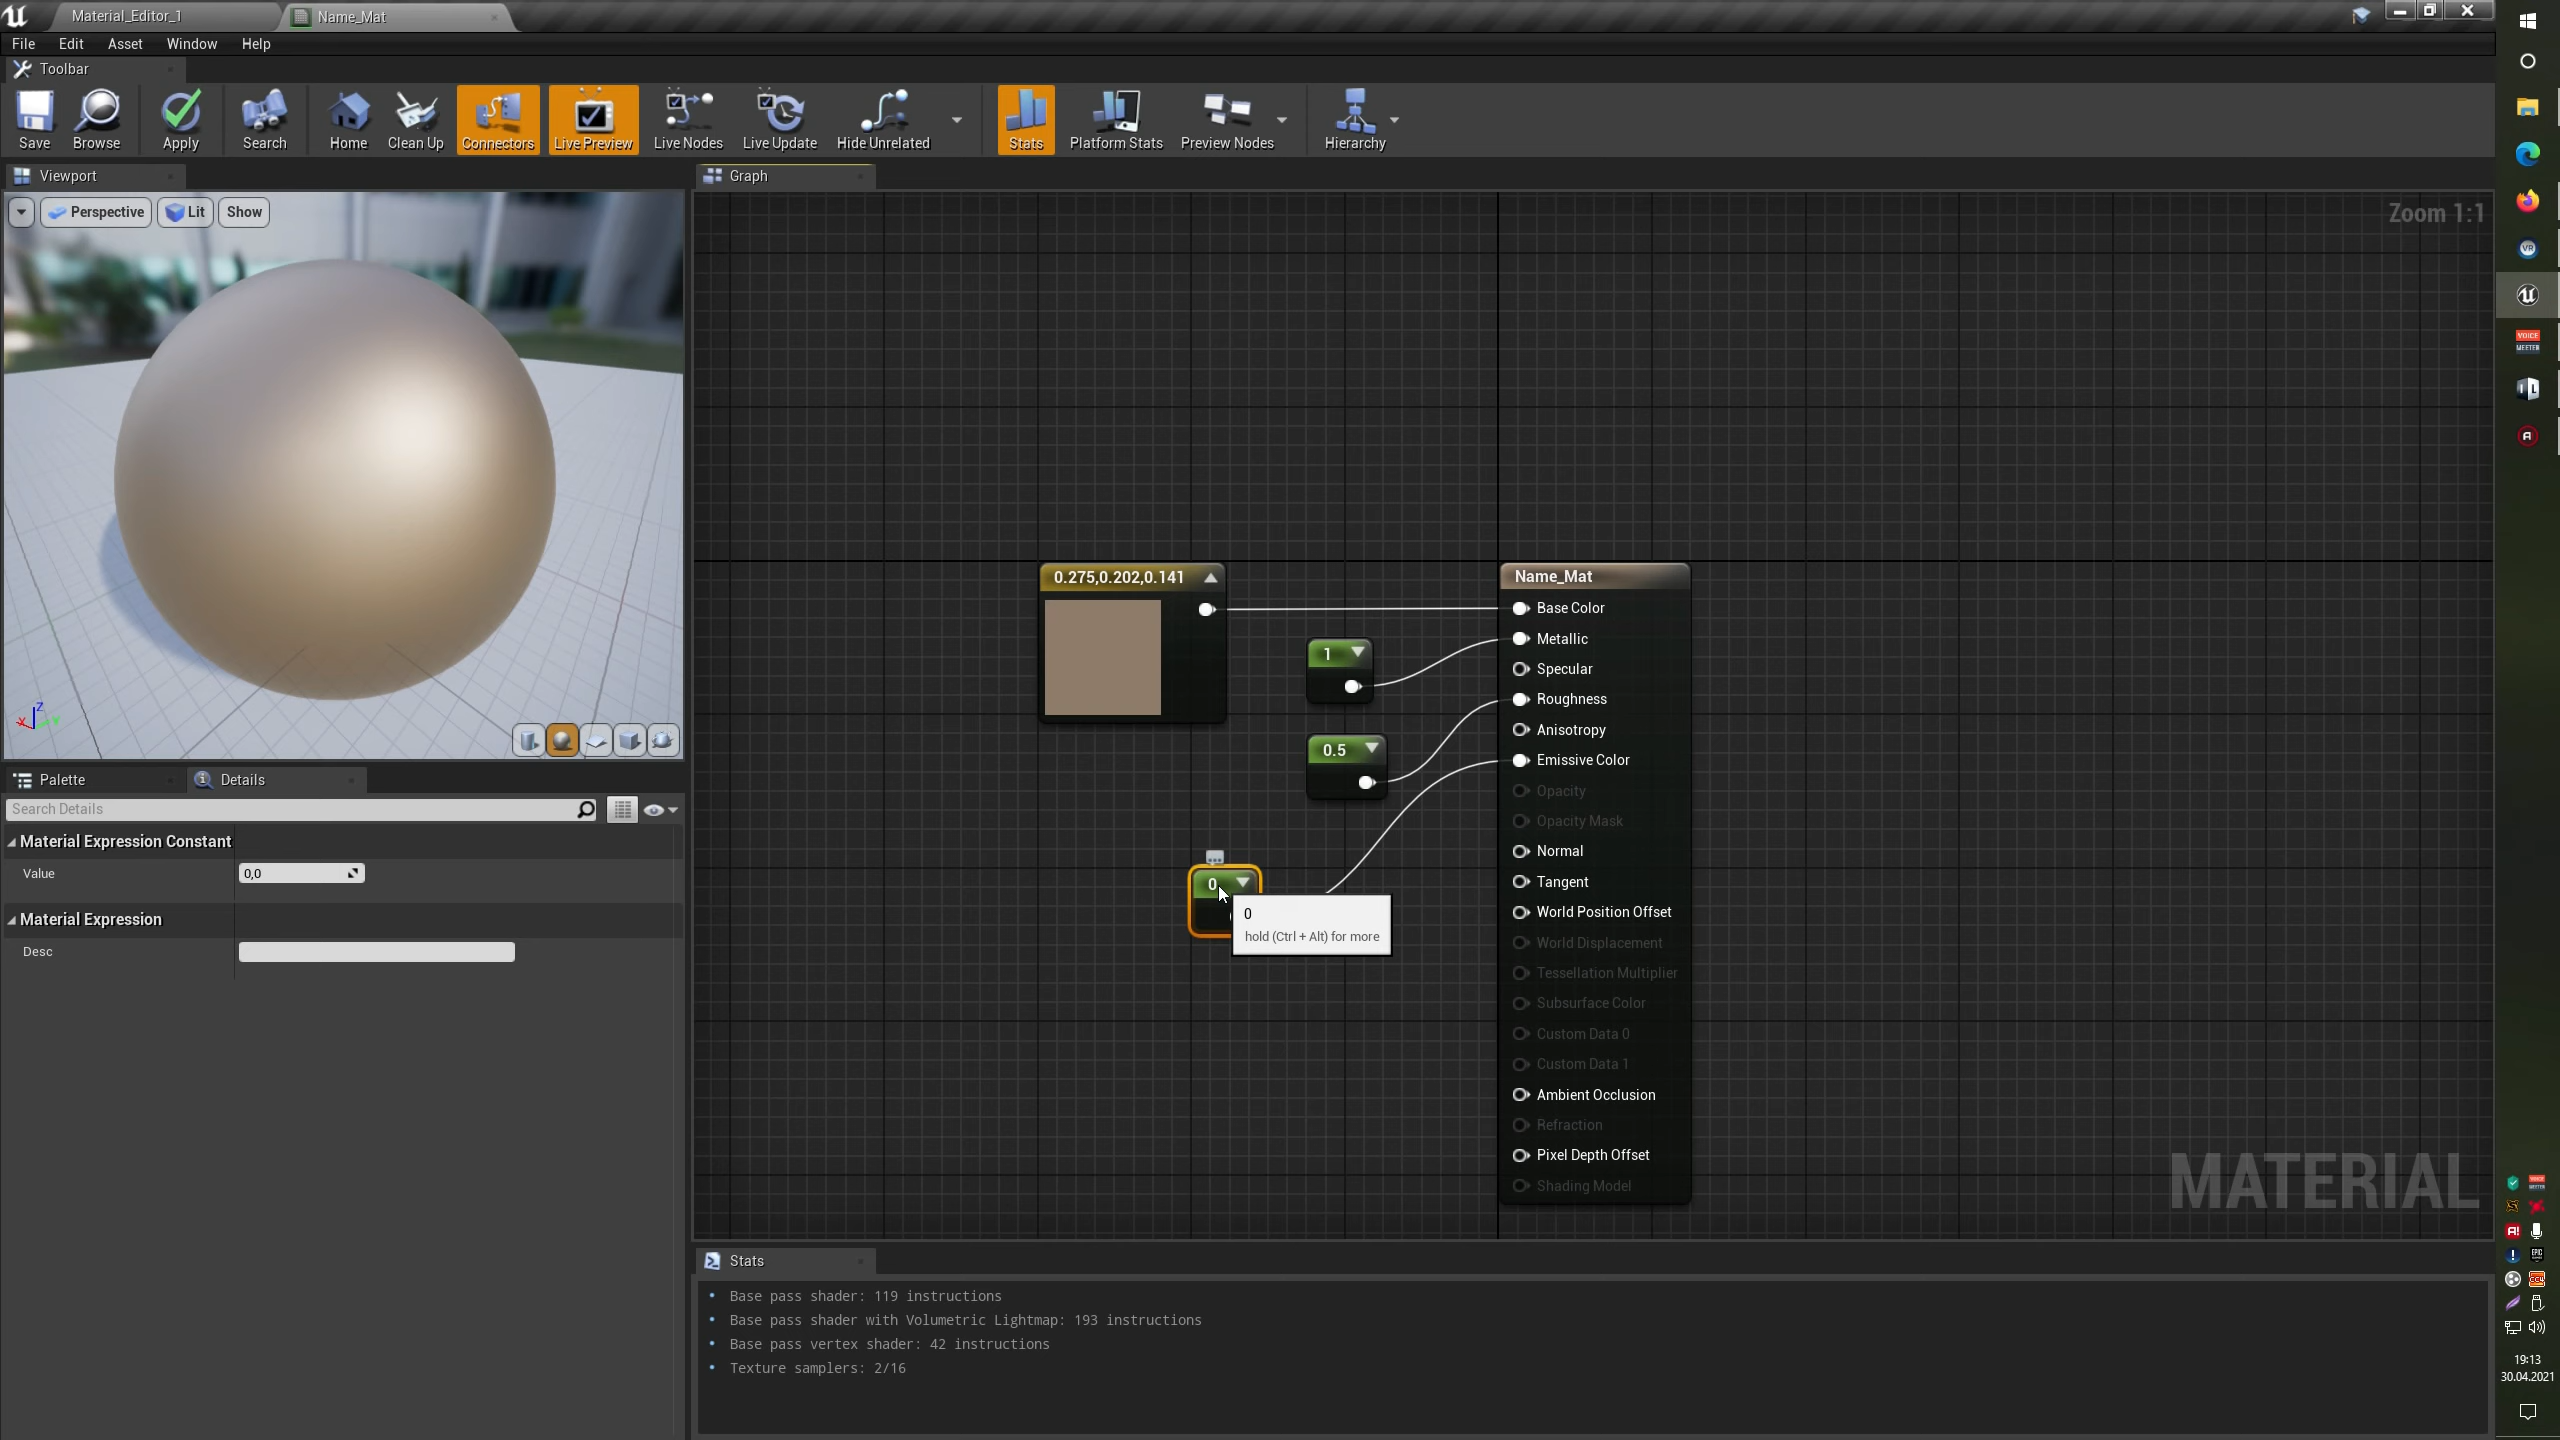 Material_Editor_1
Name_Mat
File Edit Asset Window Help
Toolbar
Save Browse Apply Search Home Clean Up Connectors Live Preview Live Nodes Live Update Hide Unrelated Stats Platform Stats Preview Nodes Hierarchy
Viewport
Graph
Perspective Lit Show
Zoom 1:1
X
Z
Y
0.275,0.202,0.141
1
0.5
0
0
hold (Ctrl + Alt) for more
Name_Mat
Base Color
Metallic
Specular
Roughness
Anisotropy
Emissive Color
Opacity
Opacity Mask
Normal
Tangent
World Position Offset
World Displacement
Tessellation Multiplier
Subsurface Color
Custom Data 0
Custom Data 1
Ambient Occlusion
Refraction
Pixel Depth Offset
Shading Model
MATERIAL
Palette
Details
Search Details
Material Expression Constant
Value 0,0
Material Expression
Desc
Stats
Base pass shader: 119 instructions
Base pass shader with Volumetric Lightmap: 193 instructions
Base pass vertex shader: 42 instructions
Texture samplers: 2/16
VR
VOICE
MEETER
19:13
30.04.2021